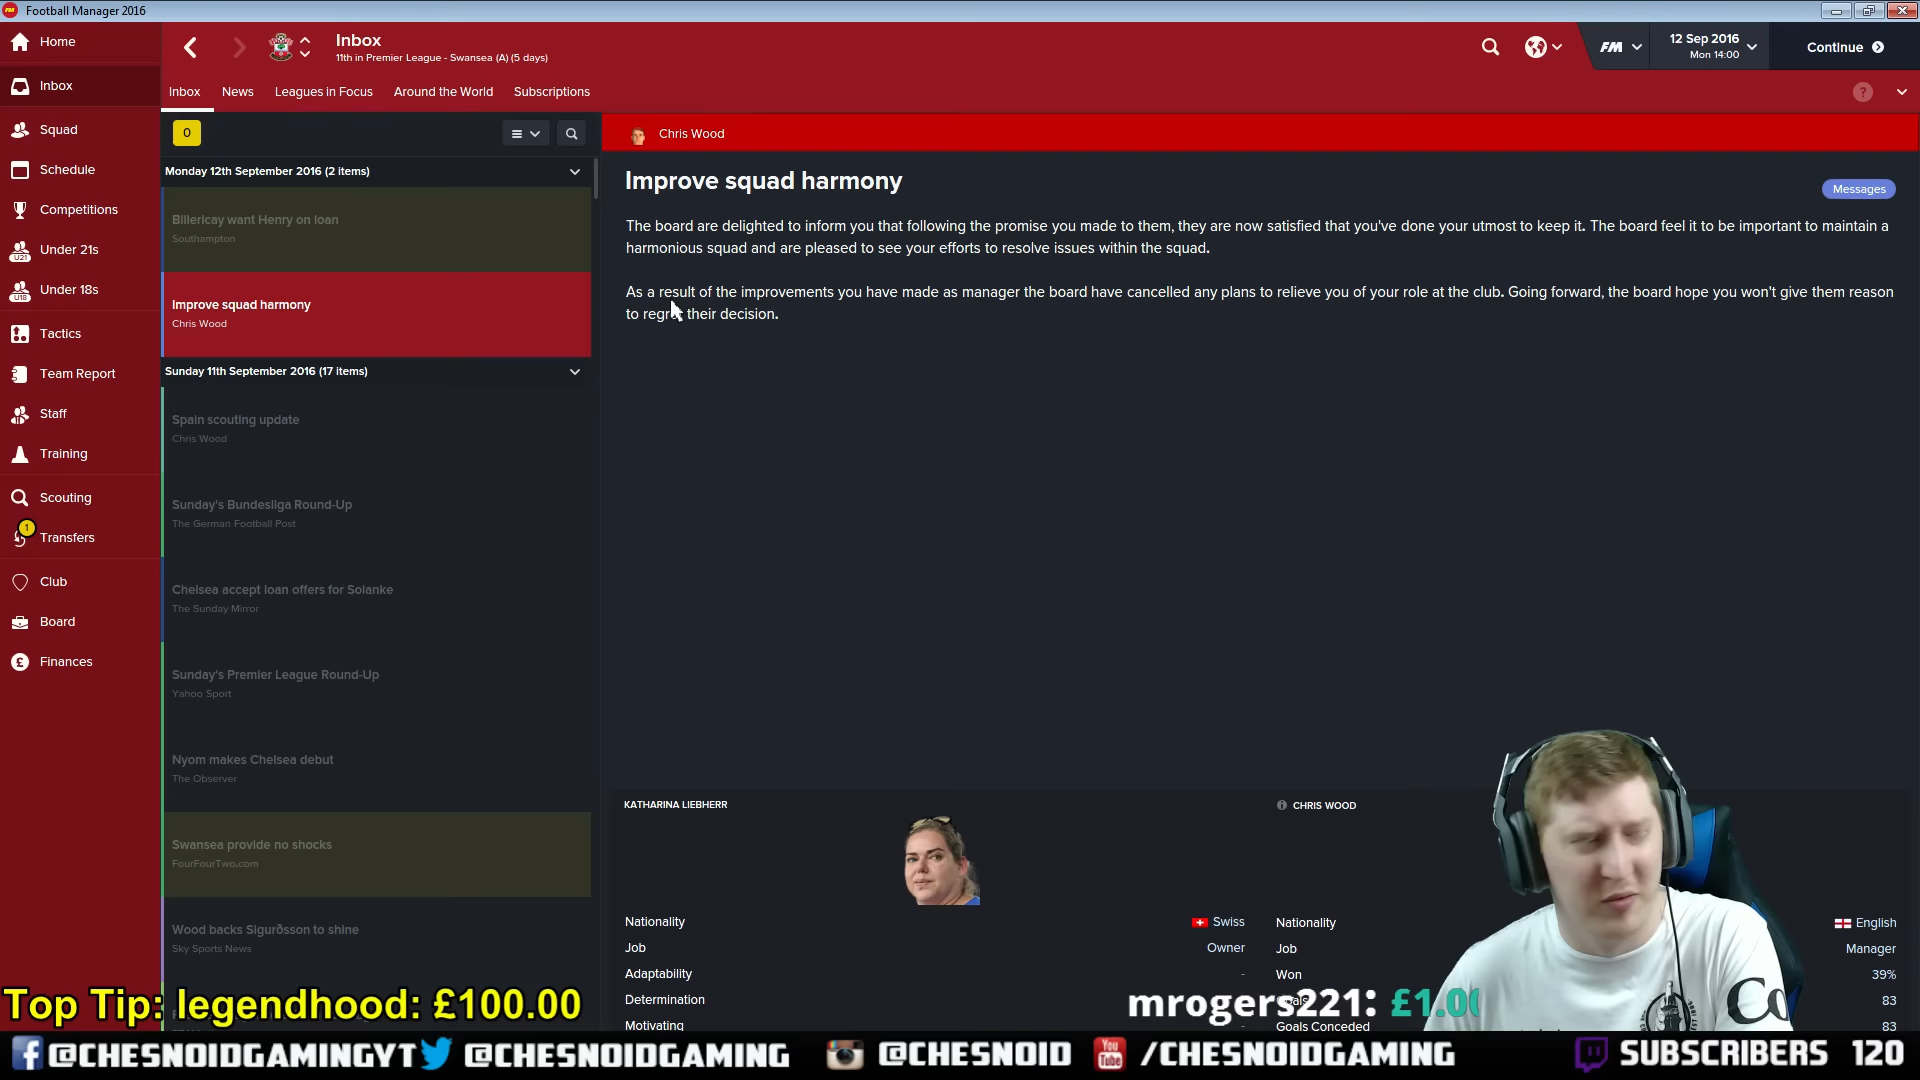 Football Manager 2016
Home
Inbox
Squad
Schedule
Competitions
Under 21s
Under 18s
Tactics
Team Report
Staff
Training
Scouting
1
Transfers
Club
Board
Finances
Inbox
11th in Premier League - Swansea (A) (5 days)
FM
12 Sep 2016
Mon 14:00
Continue
Inbox
News
Leagues in Focus
Around the World
Subscriptions
?
0
Monday 12th September 2016 (2 items)
Billericay want Henry on loan
Southampton
Improve squad harmony
Chris Wood
Sunday 11th September 2016 (17 items)
Spain scouting update
Chris Wood
Sunday's Bundesliga Round-Up
The German Football Post
Chelsea accept loan offers for Solanke
The Sunday Mirror
Sunday's Premier League Round-Up
Yahoo Sport
Nyom makes Chelsea debut
The Observer
Swansea provide no shocks
FourFourTwo.com
Wood backs Sigurðsson to shine
Sky Sports News
Chris Wood
Improve squad harmony
Messages
The board are delighted to inform you that following the promise you made to them, they are now satisfied that you've done your utmost to keep it. The board feel it to be important to maintain a
harmonious squad and are pleased to see your efforts to resolve issues within the squad.
As a result of the improvements you have made as manager the board have cancelled any plans to relieve you of your role at the club. Going forward, the board hope you won't give them reason
to regret their decision.
KATHARINA LIEBHERR
Nationality
Swiss
Job
Owner
Adaptability
-
Determination
Motivating
-
CHRIS WOOD
Nationality
English
Job
Manager
Won
39%
83
Goals Conceded
83
Top Tip: legendhood: £100.00
mrogers221: £1.00
@CHESNOIDGAMINGYT
@CHESNOIDGAMING
@CHESNOID
You Tube
/CHESNOIDGAMING
SUBSCRIBERS 120